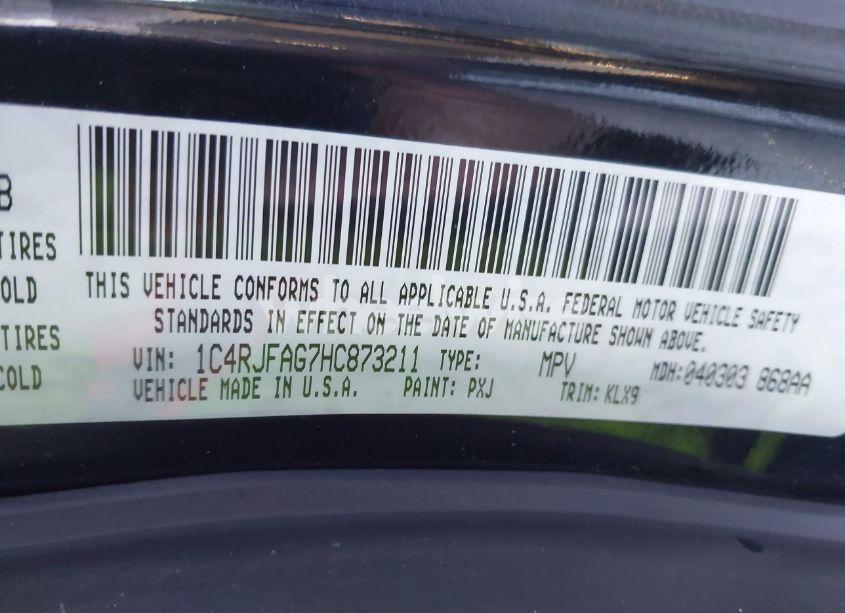 B
TIRES
OLD
TIRES
COLD
THIS VEHICLE CONFORMS TO ALL APPLICABLE U.S.A. FEDERAL MOTOR VEHICLE SAFETY
STANDARDS IN EFFECT ON THE DATE OF MANUFACTURE SHOWN ABOVE.
VIN: 1C4RJFAG7HC873211 TYPE: MPV MDH:040303 868AA
VEHICLE MADE IN U.S.A. PAINT: PXJ TRIM: KLX9